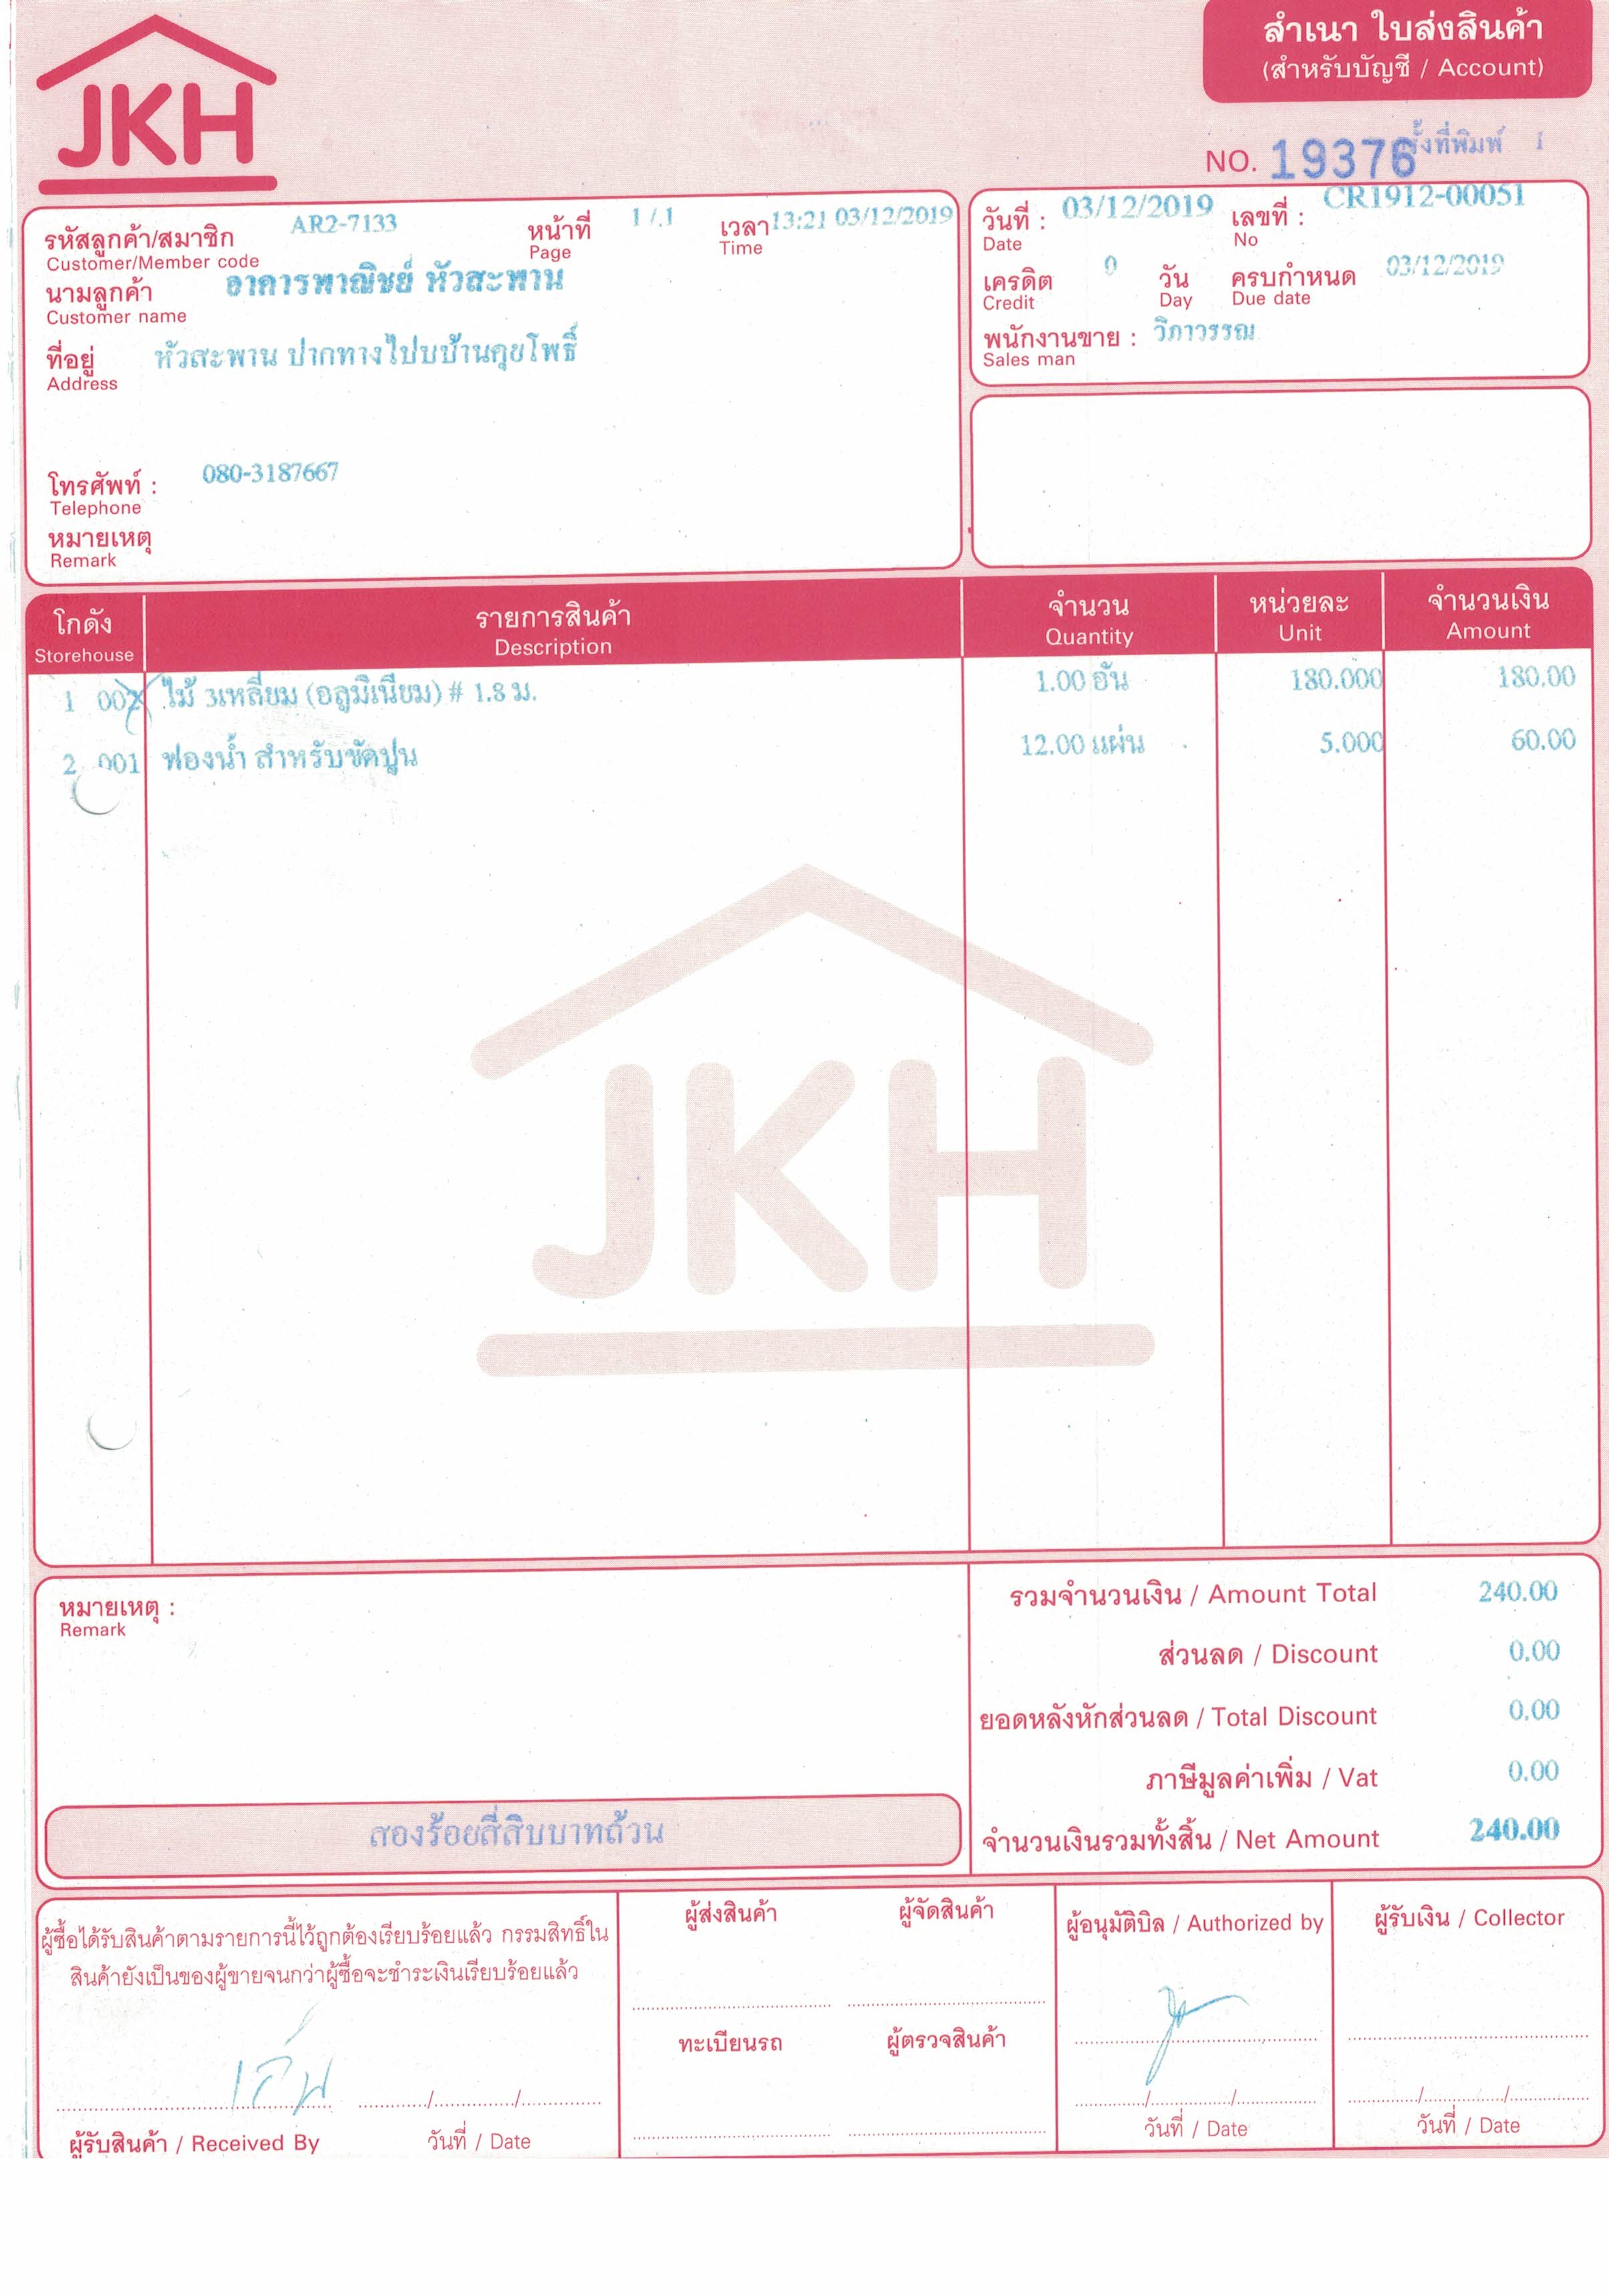 JKH
สำเนา ใบส่งสินค้า
(สำหรับบัญชี / Account)
NO. 19376 ครั้งที่พิมพ์ 1
รหัสลูกค้า/สมาชิก AR2-7133 หน้าที่ 1 / 1 เวลา 13:21 03/12/2019
Customer/Member code Page Time
นามลูกค้า อาคารพาณิชย์ หัวสะพาน
Customer name
ที่อยู่ หัวสะพาน ปากทางไปบบ้านกุยโพธิ์
Address
โทรศัพท์ : 080-3187667
Telephone
หมายเหตุ
Remark
วันที่ : 03/12/2019 เลขที่ : CR1912-00051
Date No
เครดิต 0 วัน ครบกำหนด 03/12/2019
Credit Day Due date
พนักงานขาย : วิภาวรรณ
Sales man
โกดัง รายการสินค้า จำนวน หน่วยละ จำนวนเงิน
Storehouse Description Quantity Unit Amount
1 002 ไม้ 3เหลี่ยม (อลูมิเนียม) # 1.8 ม. 1.00 อัน 180.000 180.00
2 001 ฟองน้ำ สำหรับขัดปูน 12.00 แผ่น 5.000 60.00
JKH
หมายเหตุ :
Remark
สองร้อยสี่สิบบาทถ้วน
รวมจำนวนเงิน / Amount Total 240.00
ส่วนลด / Discount 0.00
ยอดหลังหักส่วนลด / Total Discount 0.00
ภาษีมูลค่าเพิ่ม / Vat 0.00
จำนวนเงินรวมทั้งสิ้น / Net Amount 240.00
ผู้ซื้อได้รับสินค้าตามรายการนี้ไว้ถูกต้องเรียบร้อยแล้ว กรรมสิทธิ์ใน
สินค้ายังเป็นของผู้ขายจนกว่าผู้ซื้อจะชำระเงินเรียบร้อยแล้ว
ผู้รับสินค้า / Received By วันที่ / Date
ผู้ส่งสินค้า ผู้จัดสินค้า
ทะเบียนรถ ผู้ตรวจสินค้า
ผู้อนุมัติบิล / Authorized by
วันที่ / Date
ผู้รับเงิน / Collector
วันที่ / Date